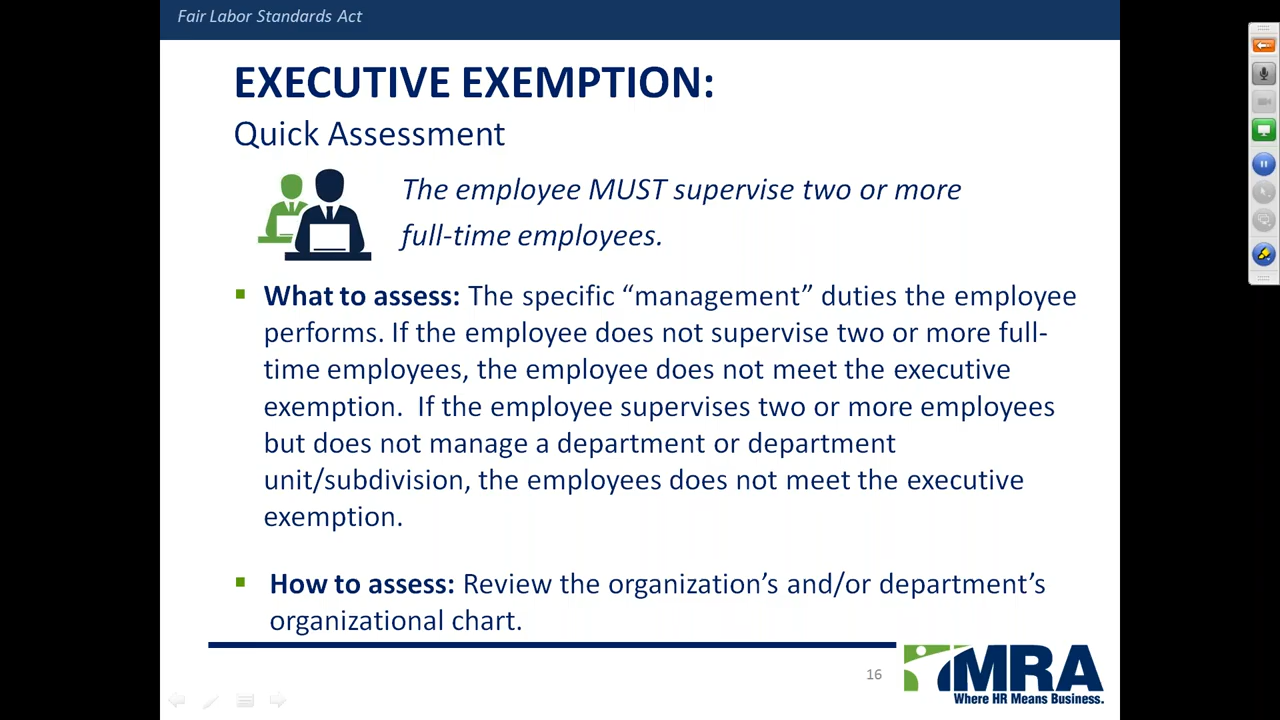 Fair Labor Standards Act
EXECUTIVE EXEMPTION:
Quick Assessment
The employee MUST supervise two or more
full-time employees.
What to assess: The specific “management” duties the employee
performs. If the employee does not supervise two or more full-
time employees, the employee does not meet the executive
exemption.  If the employee supervises two or more employees
but does not manage a department or department
unit/subdivision, the employees does not meet the executive
exemption.
How to assess: Review the organization’s and/or department’s
organizational chart.
16
MRA
Where HR Means Business.